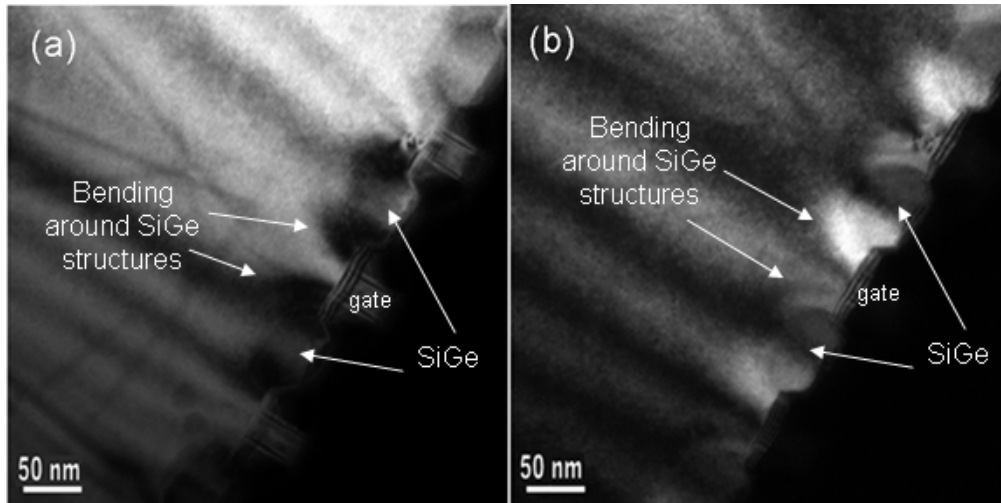 (a)
Bending
around SiGe
structures
gate
SiGe
50 nm
(b)
Bending
around SiGe
structures
gate
SiGe
50 nm